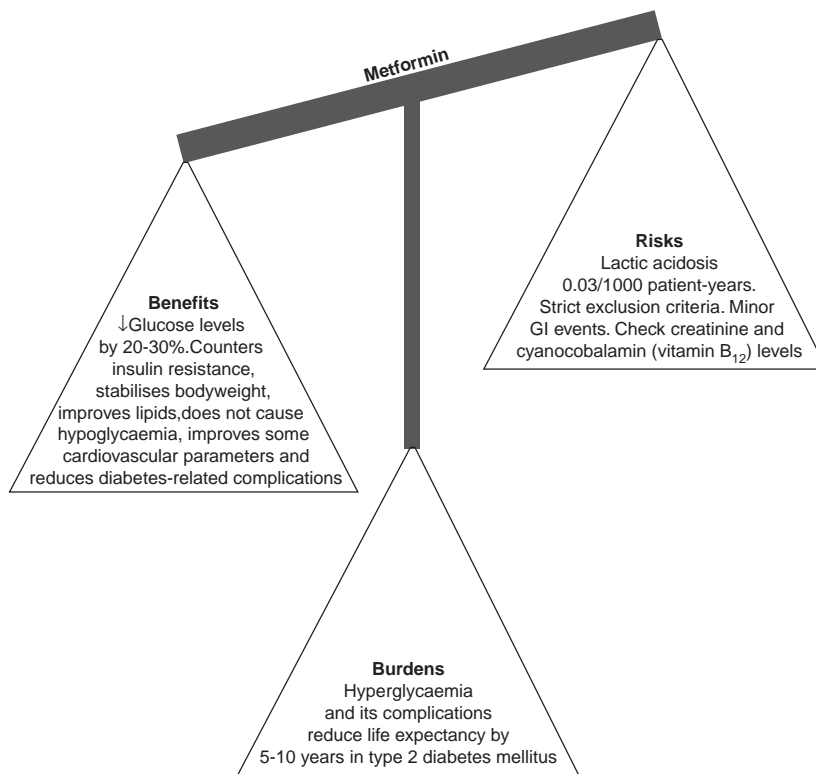 Metformin
Risks
Lactic acidosis
0.03/1000 patient-years.
Strict exclusion criteria. Minor
GI events. Check creatinine and
cyanocobalamin (vitamin B12) levels
Benefits
↓Glucose levels
by 20-30%.Counters
insulin resistance,
stabilises bodyweight,
improves lipids,does not cause
hypoglycaemia, improves some
cardiovascular parameters and
reduces diabetes-related complications
Burdens
Hyperglycaemia
and its complications
reduce life expectancy by
5-10 years in type 2 diabetes mellitus